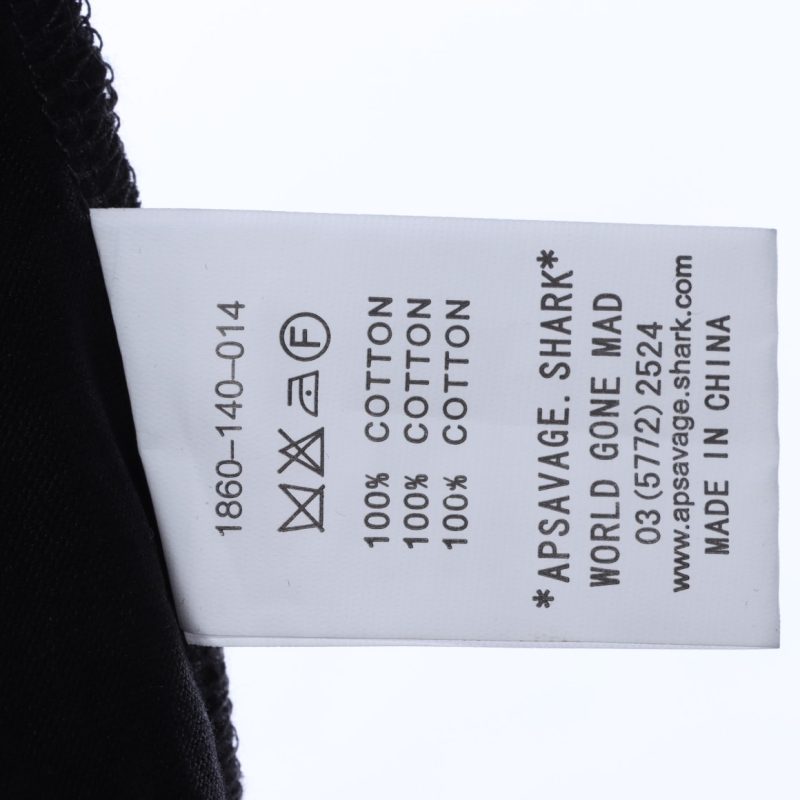 1860-140-014
F
100% COTTON
100% COTTON
100% COTTON
*APSAVAGE.SHARK*
WORLD GONE MAD
03(5772)2524
www.apsavage.shark.com
MADE IN CHINA